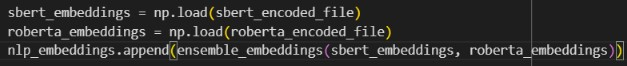 sbert_embeddings = np.load(sbert_encoded_file)
roberta_embeddings = np.load(roberta_encoded_file)
nlp_embeddings.append(ensemble_embeddings(sbert_embeddings, roberta_embeddings))